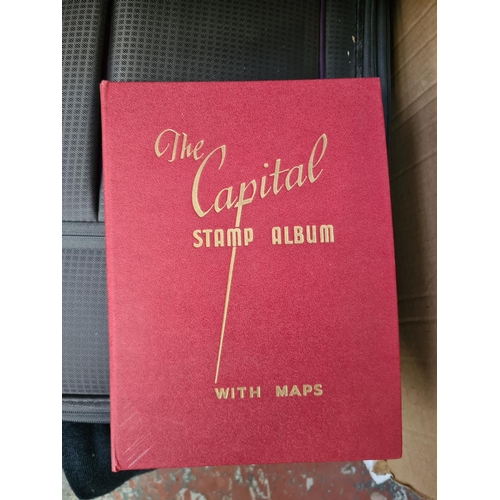 The
Capital
STAMP ALBUM
WITH MAPS